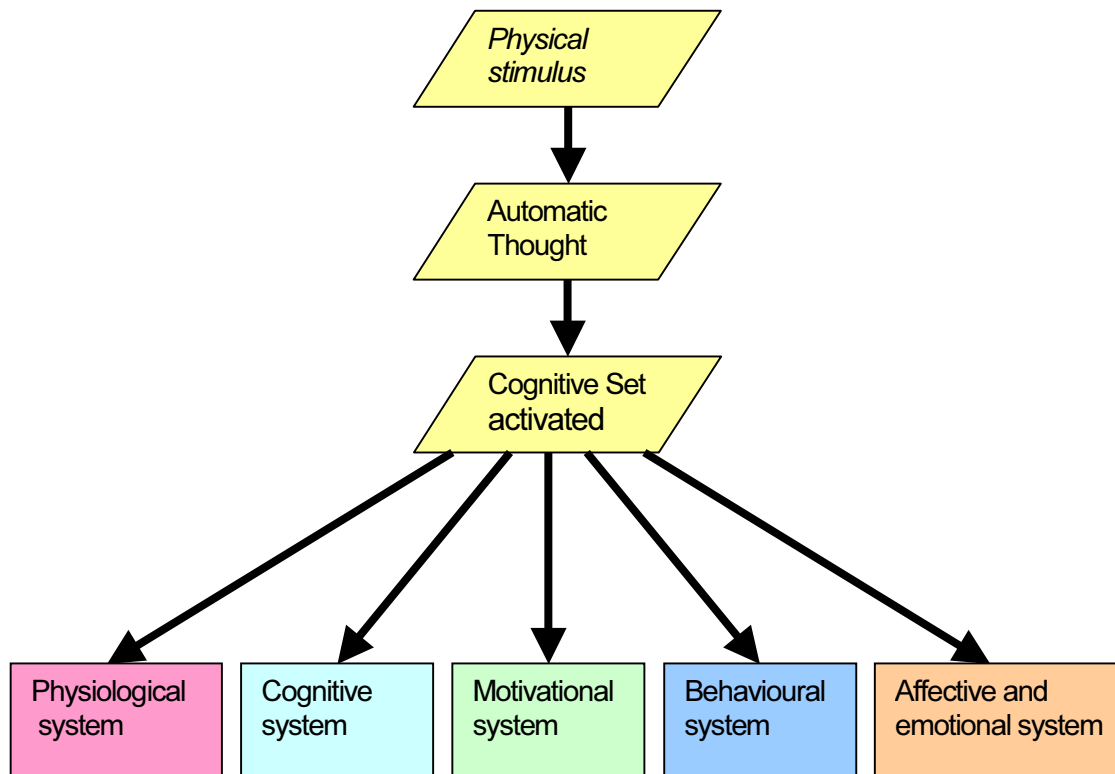 Physical
stimulus
Automatic
Thought
Cognitive Set
activated
Physiological
system
Cognitive
system
Motivational
system
Behavioural
system
Affective and
emotional system